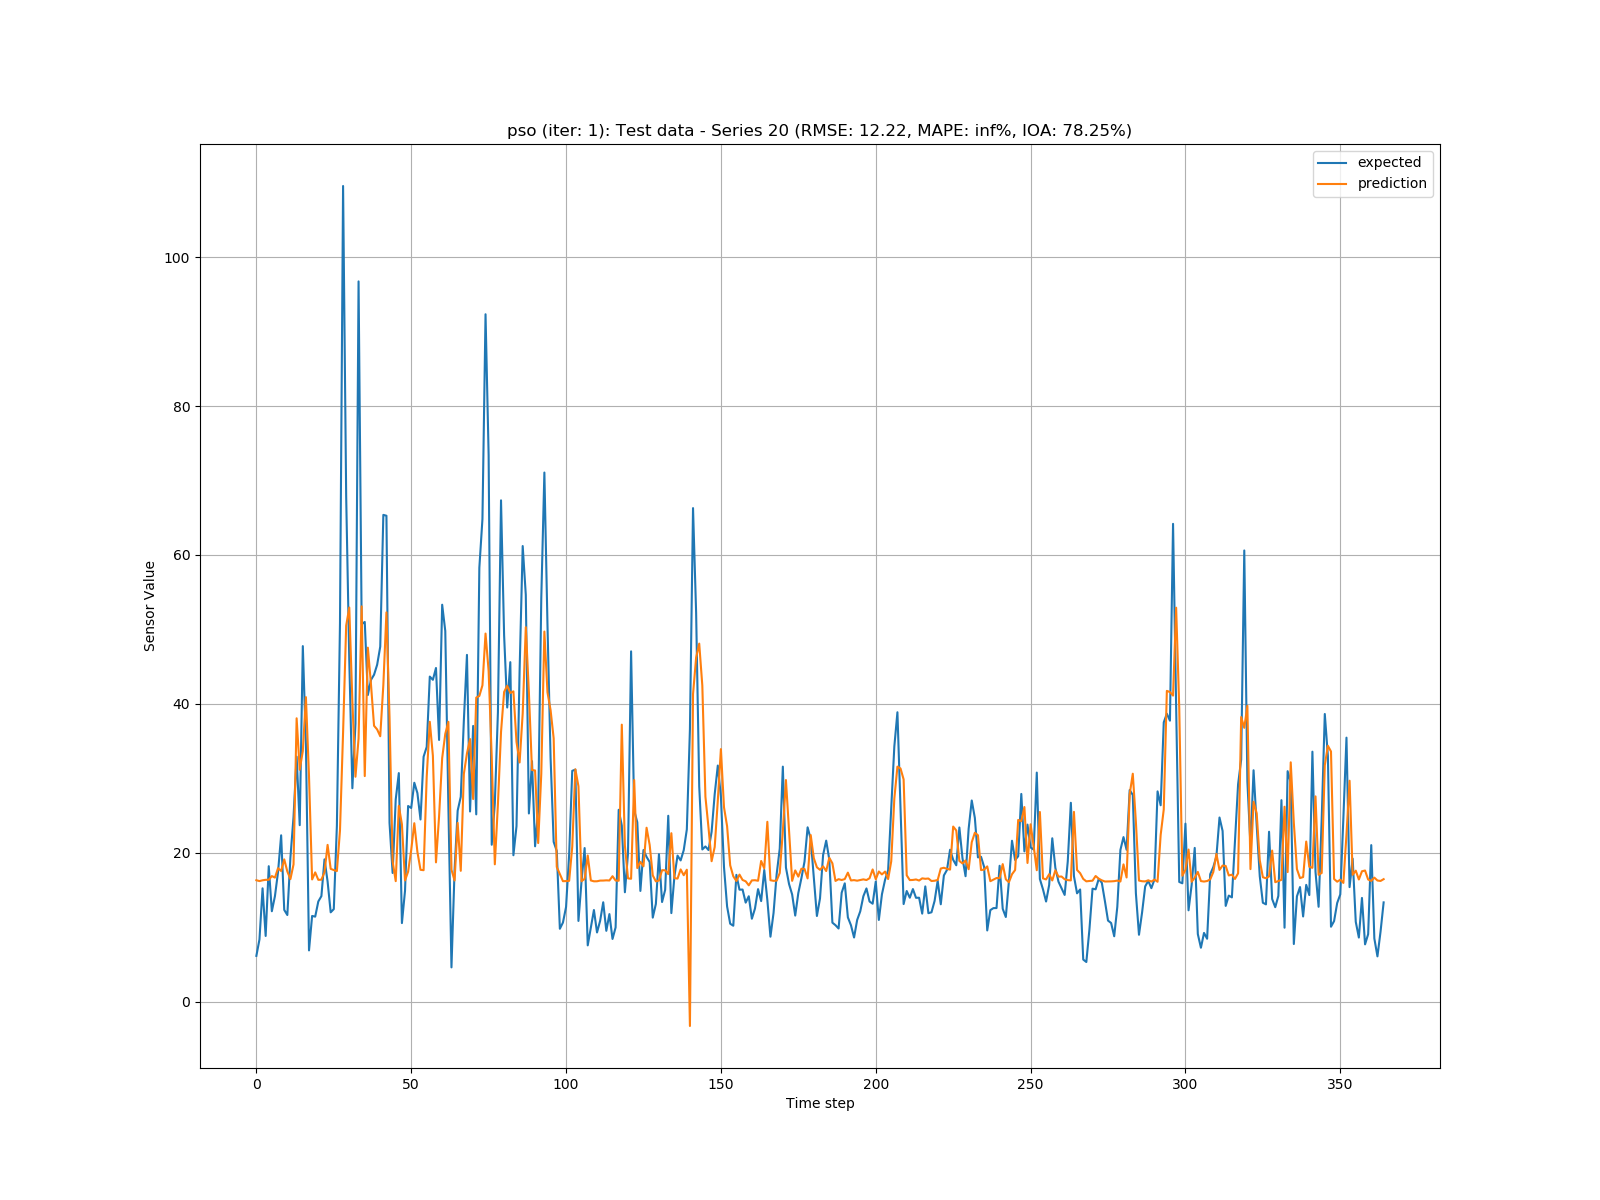 pso (iter: 1): Test data - Series 20 (RMSE: 12.22, MAPE: inf%, IOA: 78.25%)
expected
prediction
100
80
60
40
20
0
Sensor Value
0 50 100 150 200 250 300 350
Time step